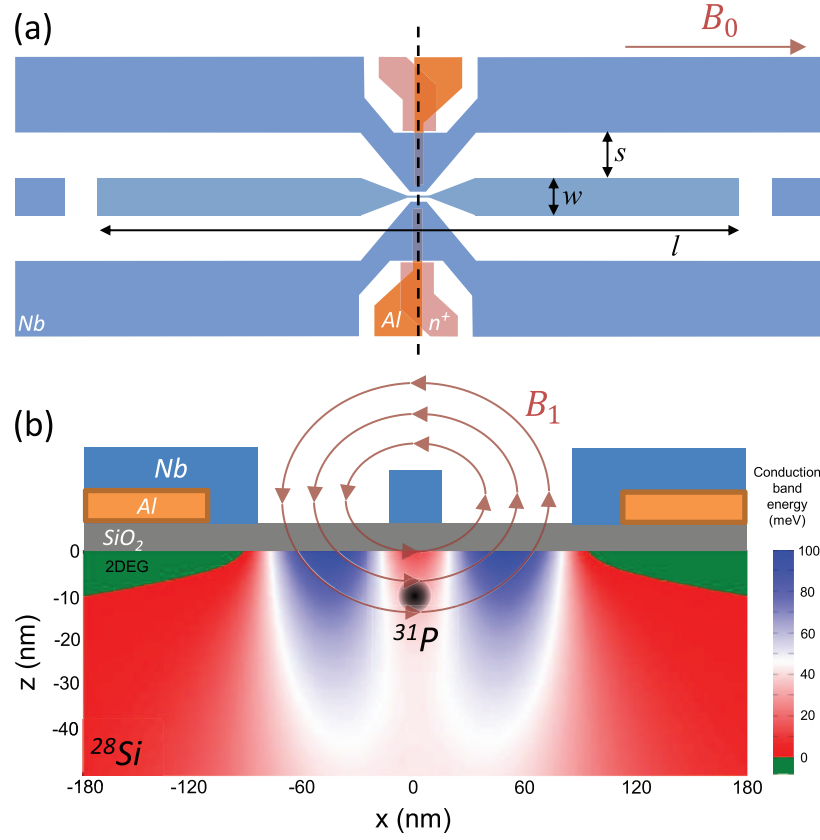 (a)
B₀
s
w
l
Nb
Al
n⁺
(b)
B₁
Nb
Al
SiO₂
2DEG
³¹P
²⁸Si
Conduction
band
energy
(meV)
100
80
60
40
20
0
0
-10
-20
-30
-40
z (nm)
-180
-120
-60
0
60
120
180
x (nm)